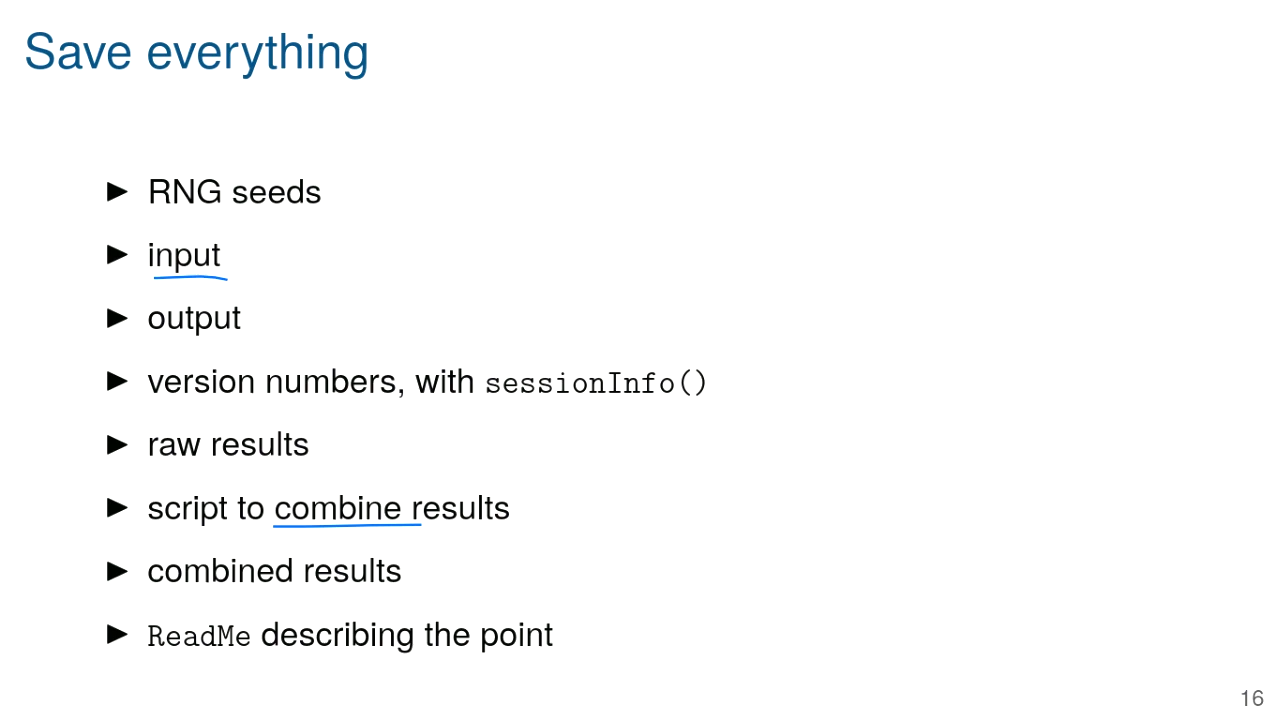 Save everything
▶ RNG seeds
▶ input
▶ output
▶ version numbers, with sessionInfo()
▶ raw results
▶ script to combine results
▶ combined results
▶ ReadMe describing the point
16